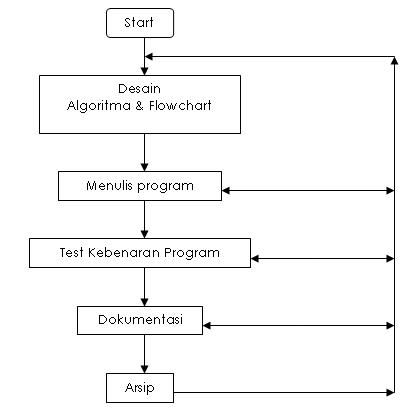 Start
Desain
Algoritma & Flowchart
Menulis program
Test Kebenaran Program
Dokumentasi
Arsip